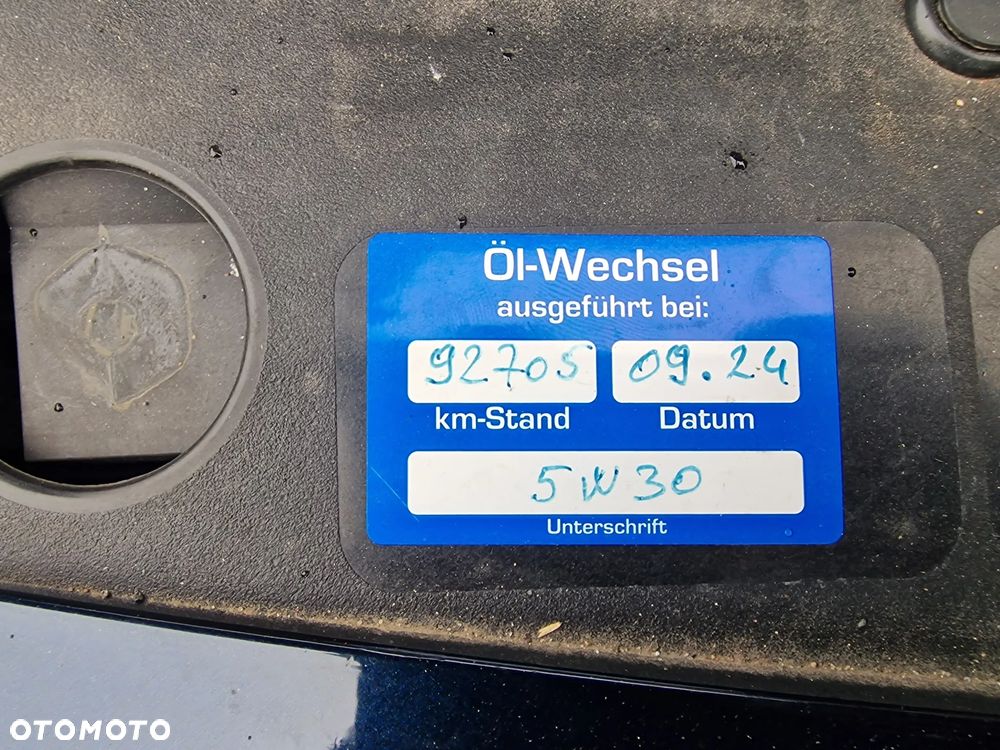 Öl-Wechsel
ausgeführt bei:
92705 09.24
km-Stand Datum
5W30
Unterschrift
OTOMOTO